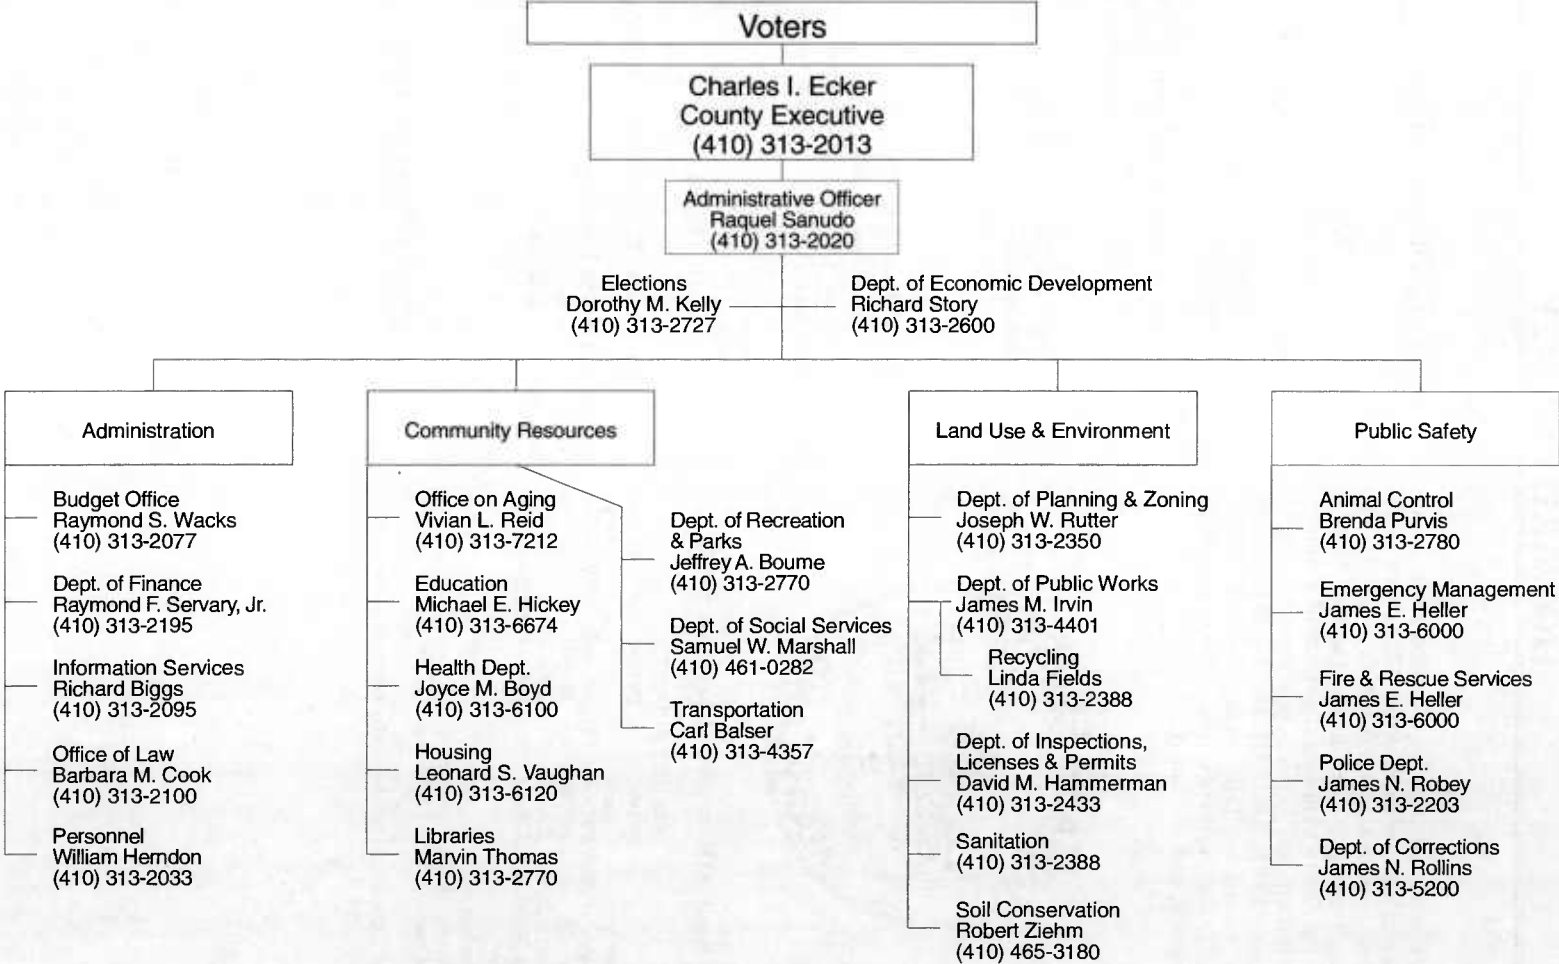 Voters
Charles I. Ecker
County Executive
(410) 313-2013
Administrative Officer
Raquel Sanudo
(410) 313-2020
Elections
Dorothy M. Kelly
(410) 313-2727
Dept. of Economic Development
Richard Story
(410) 313-2600
Administration
Budget Office
Raymond S. Wacks
(410) 313-2077
Dept. of Finance
Raymond F. Servary, Jr.
(410) 313-2195
Information Services
Richard Biggs
(410) 313-2095
Office of Law
Barbara M. Cook
(410) 313-2100
Personnel
William Herndon
(410) 313-2033
Community Resources
Office on Aging
Vivian L. Reid
(410) 313-7212
Education
Michael E. Hickey
(410) 313-6674
Health Dept.
Joyce M. Boyd
(410) 313-6100
Housing
Leonard S. Vaughan
(410) 313-6120
Libraries
Marvin Thomas
(410) 313-2770
Dept. of Recreation
& Parks
Jeffrey A. Bourne
(410) 313-2770
Dept. of Social Services
Samuel W. Marshall
(410) 461-0282
Transportation
Carl Balser
(410) 313-4357
Land Use & Environment
Dept. of Planning & Zoning
Joseph W. Rutter
(410) 313-2350
Dept. of Public Works
James M. Irvin
(410) 313-4401
Recycling
Linda Fields
(410) 313-2388
Dept. of Inspections,
Licenses & Permits
David M. Hammerman
(410) 313-2433
Sanitation
(410) 313-2388
Soil Conservation
Robert Ziehm
(410) 465-3180
Public Safety
Animal Control
Brenda Purvis
(410) 313-2780
Emergency Management
James E. Heller
(410) 313-6000
Fire & Rescue Services
James E. Heller
(410) 313-6000
Police Dept.
James N. Robey
(410) 313-2203
Dept. of Corrections
James N. Rollins
(410) 313-5200